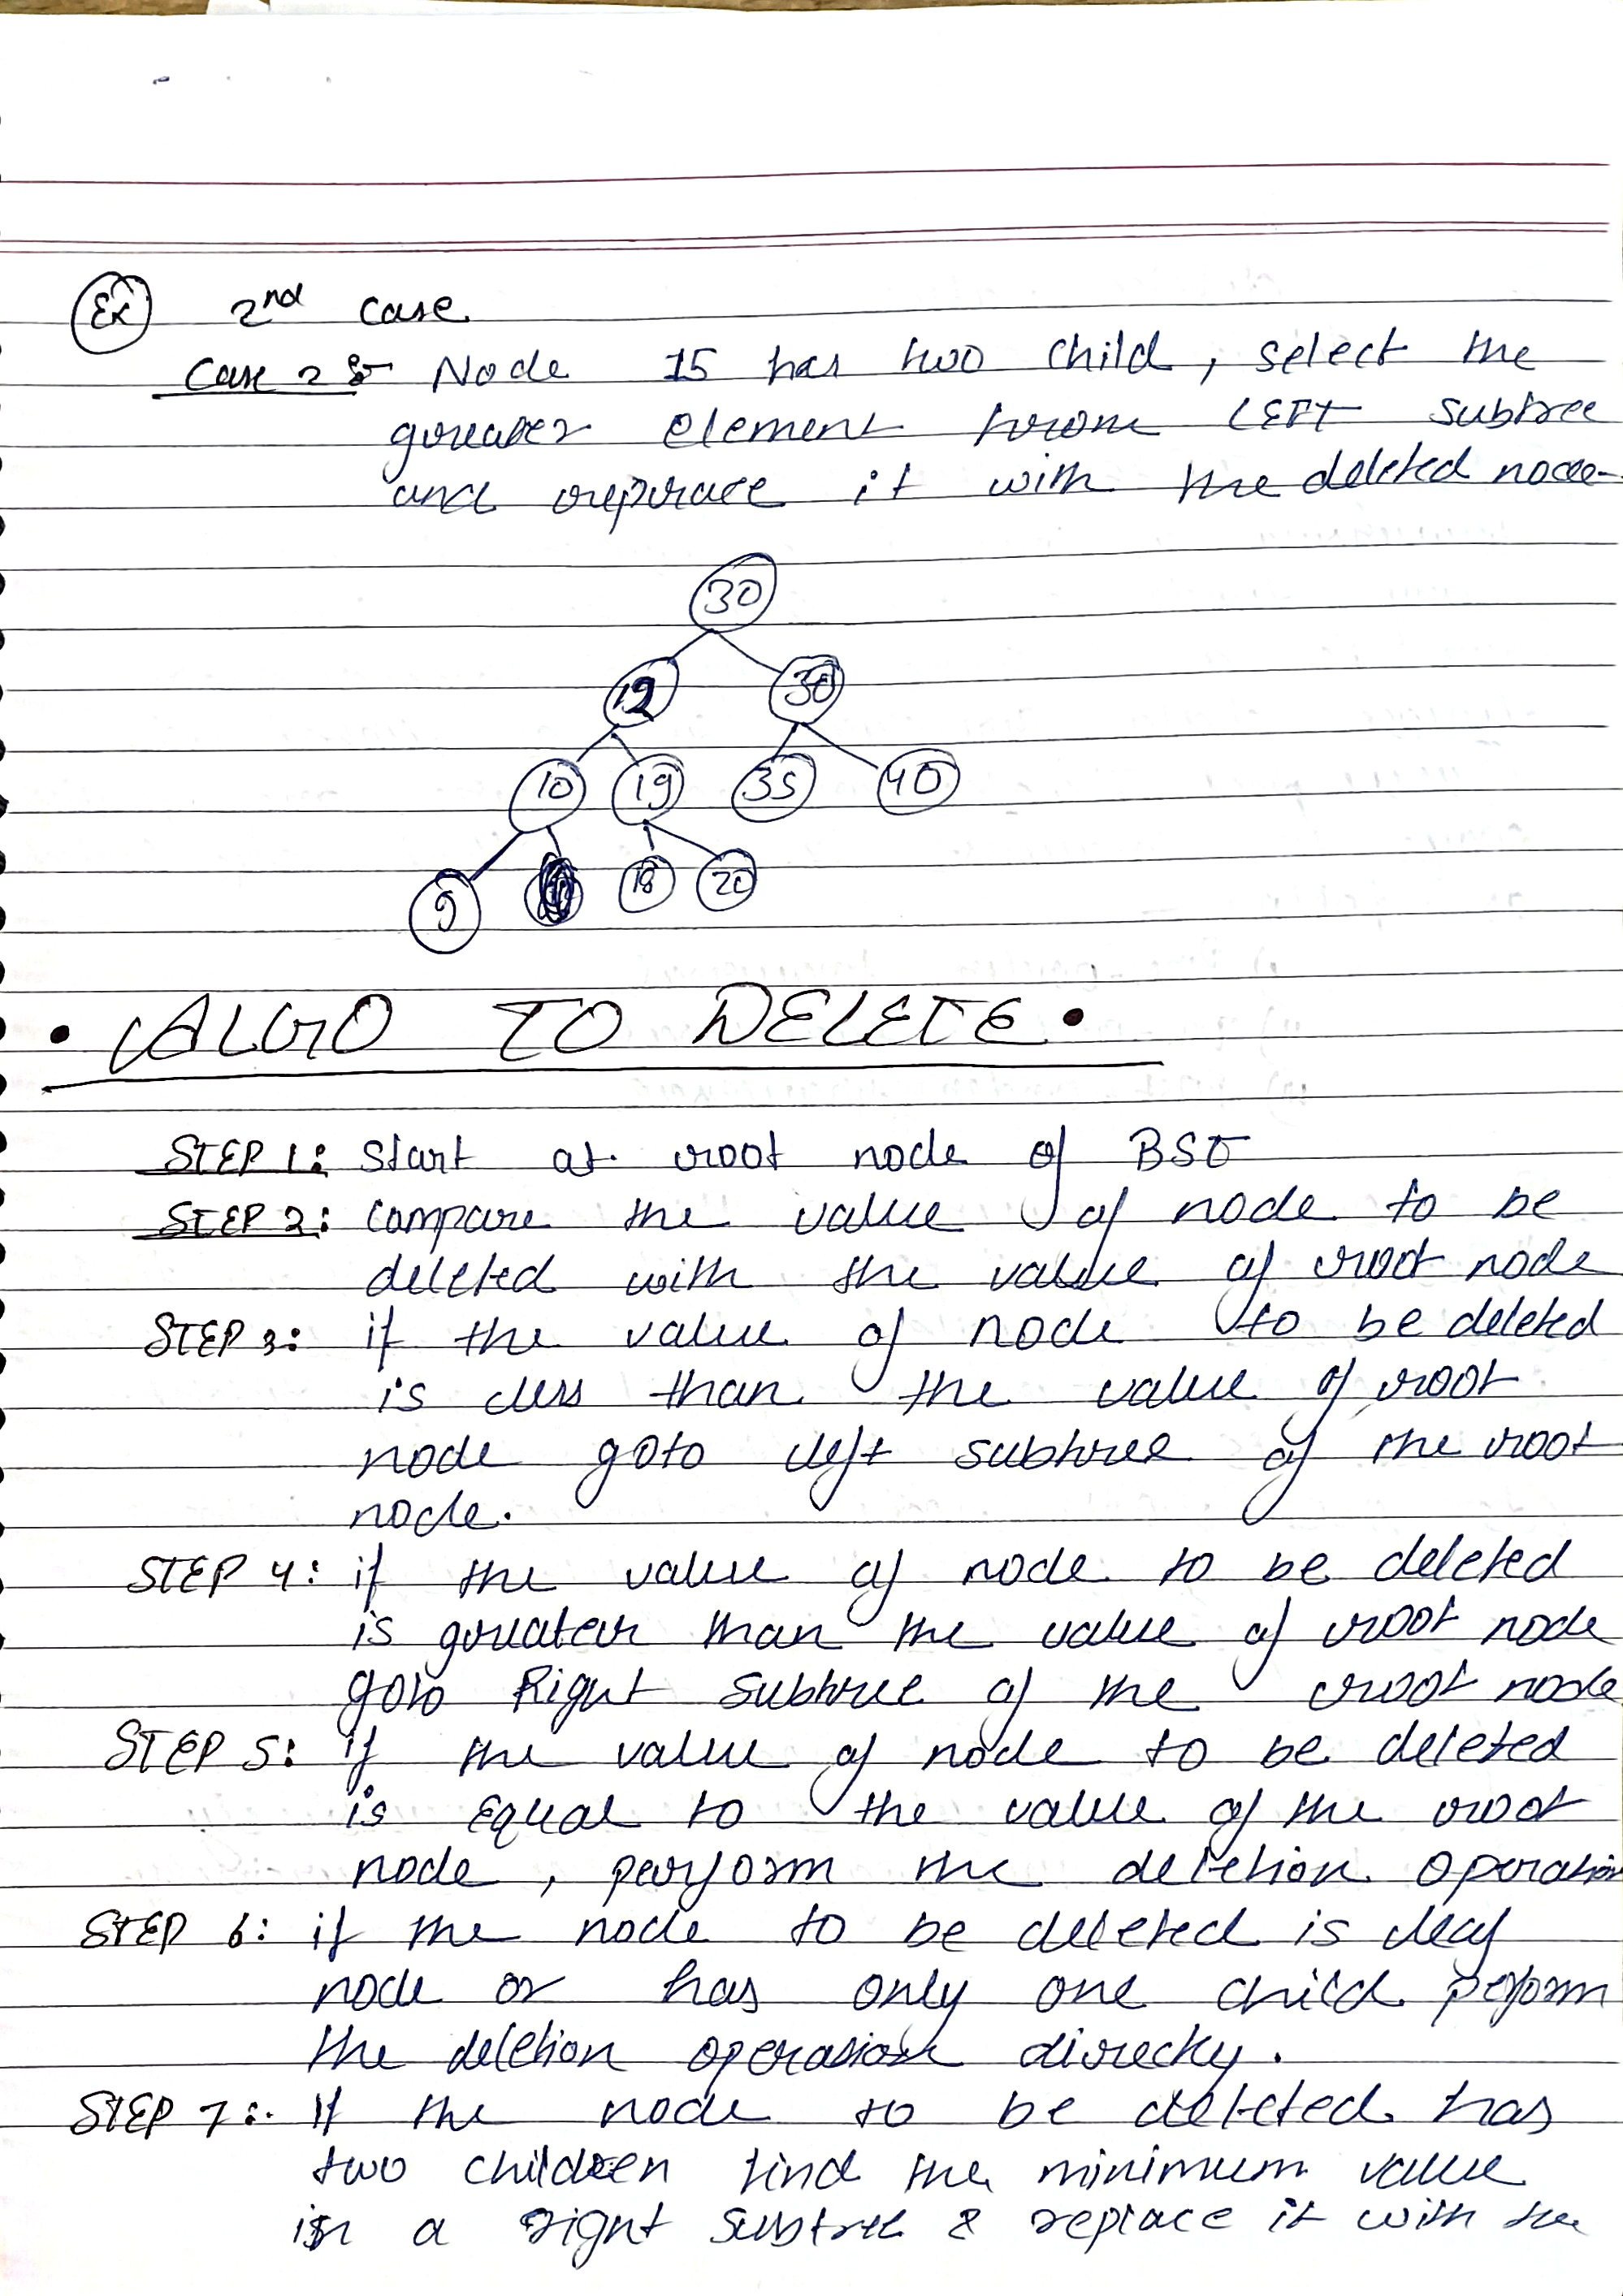 Ex 2nd case
Case 2 :- Node 15 has two child, select the
greater element from LEFT subtree
and replace it with the deleted node
30
12 30
10 19 35 40
9 18 20
• ALGO TO DELETE •
STEP 1: Start at root node of BST
STEP 2: Compare the value of node to be
deleted with the value of root node
STEP 3: if the value of node to be deleted
is less than the value of root
node goto left subtree of the root
node.
STEP 4: if the value of node to be deleted
is greater than the value of root node
goto Right subtree of the root node
STEP 5: if the value of node to be deleted
is Equal to the value of the root
node, perform the deletion operation
STEP 6: if the node to be deleted is leaf
node or has only one child peform
the deletion operation directly.
STEP 7: If the node to be deleted has
two children find the minimum value
in a right subtree & replace it with the